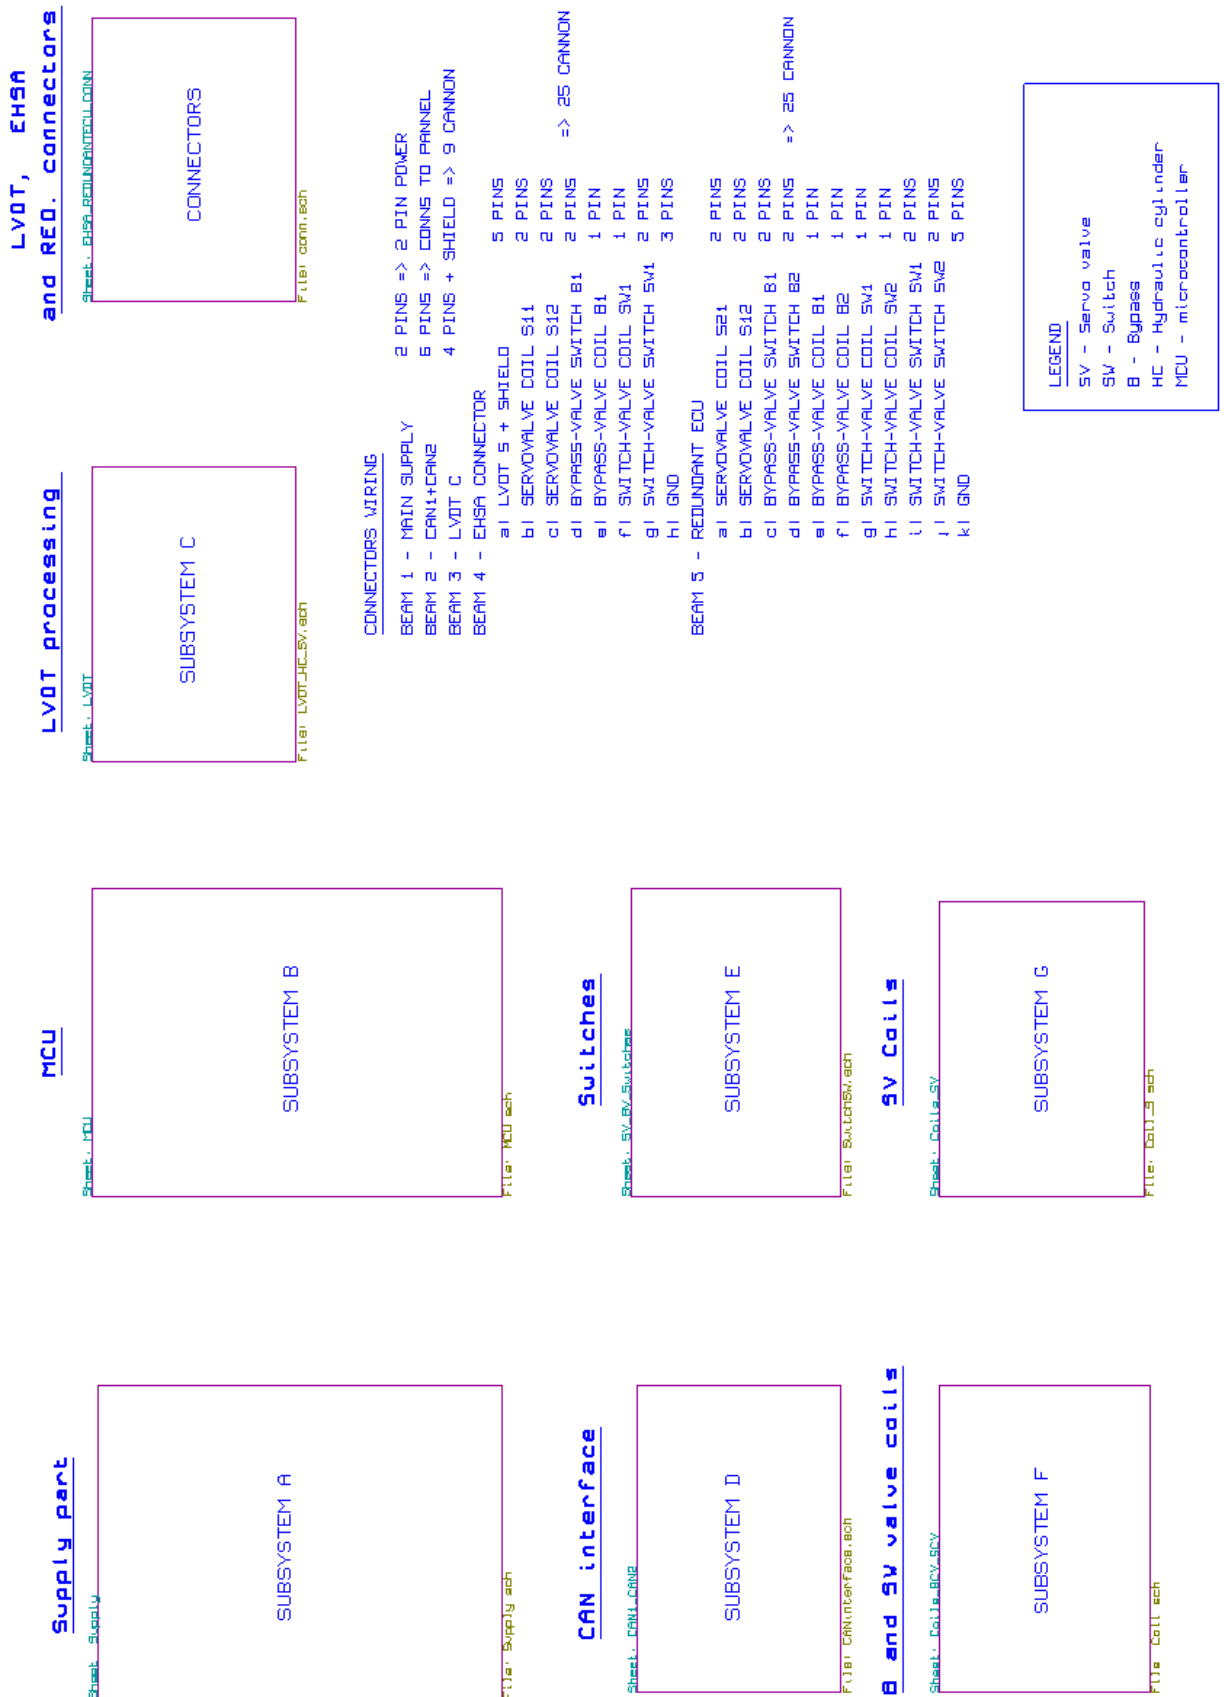 Supply part
Sheet: Supply
SUBSYSTEM A
File: Supply.sch
MCU
Sheet: MCU
SUBSYSTEM B
File: MCU.sch
LVDT processing
Sheet: LVDT
SUBSYSTEM C
File: LVDT_HC_SV.sch
LVDT, EHSA
and RED. connectors
Sheet: EHSA_REDUNDANTECU_CONN
CONNECTORS
File: conn.sch
CAN interface
Sheet: CAN1_CAN2
SUBSYSTEM D
File: CANinterface.sch
Switches
Sheet: SV_BV_Switches
SUBSYSTEM E
File: SwitchSW.sch
B and SW valve coils
Sheet: Coils_BCV_SCV
SUBSYSTEM F
File: Coil.sch
SV Coils
Sheet: Coils_SV
SUBSYSTEM G
File: Coil_S.sch
CONNECTORS WIRING
BEAM 1 - MAIN SUPPLY 2 PINS => 2 PIN POWER
BEAM 2 - CAN1+CAN2 6 PINS => CONNS TO PANNEL
BEAM 3 - LVDT C 4 PINS + SHIELD => 9 CANNON
BEAM 4 - EHSA CONNECTOR
a) LVDT S + SHIELD 5 PINS
b) SERVOVALVE COIL S11 2 PINS
c) SERVOVALVE COIL S12 2 PINS => 25 CANNON
d) BYPASS-VALVE SWITCH B1 2 PINS
e) BYPASS-VALVE COIL B1 1 PIN
f) SWITCH-VALVE COIL SW1 1 PIN
g) SWITCH-VALVE SWITCH SW1 2 PINS
h) GND 3 PINS
BEAM 5 - REDUNDANT ECU
a) SERVOVALVE COIL S21 2 PINS
b) SERVOVALVE COIL S12 2 PINS
c) BYPASS-VALVE SWITCH B1 2 PINS
d) BYPASS-VALVE SWITCH B2 2 PINS => 25 CANNON
e) BYPASS-VALVE COIL B1 1 PIN
f) BYPASS-VALVE COIL B2 1 PIN
g) SWITCH-VALVE COIL SW1 1 PIN
h) SWITCH-VALVE COIL SW2 1 PIN
i) SWITCH-VALVE SWITCH SW1 2 PINS
j) SWITCH-VALVE SWITCH SW2 2 PINS
k) GND 5 PINS
LEGEND
SV - Servo valve
SW - Switch
B - Bypass
HC - Hydraulic cylinder
MCU - microcontroller